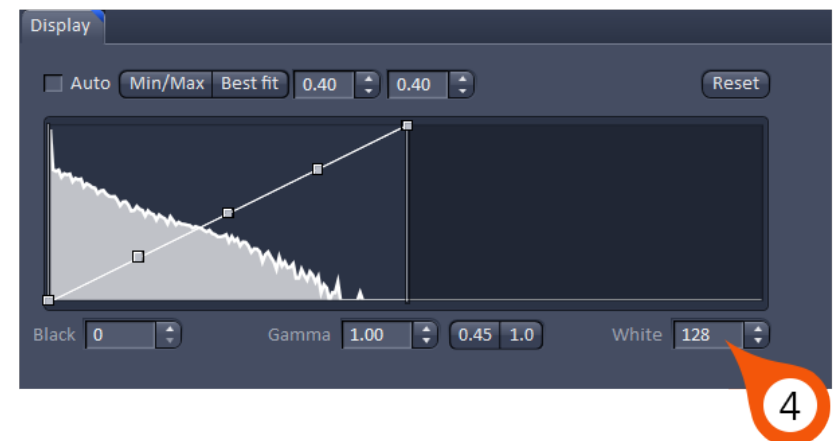 Display
Auto Min/Max Best fit 0.40 0.40 Reset
Black 0 Gamma 1.00 0.45 1.0 White 128
4